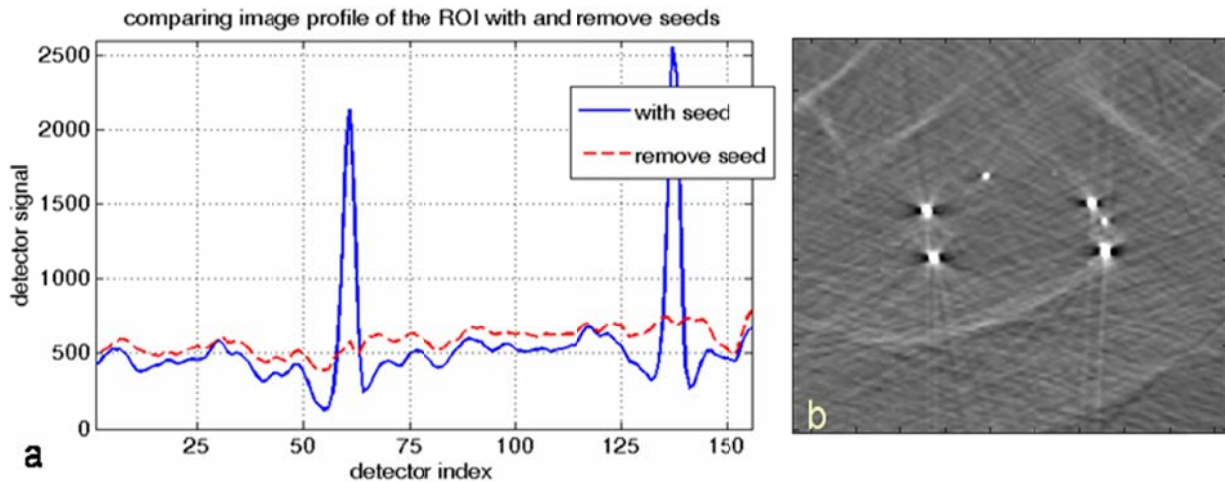 comparing image profile of the ROI with and remove seeds
2500
2000
1500
1000
500
0
detector signal
with seed
remove seed
25
50
75
100
125
150
detector index
a
b